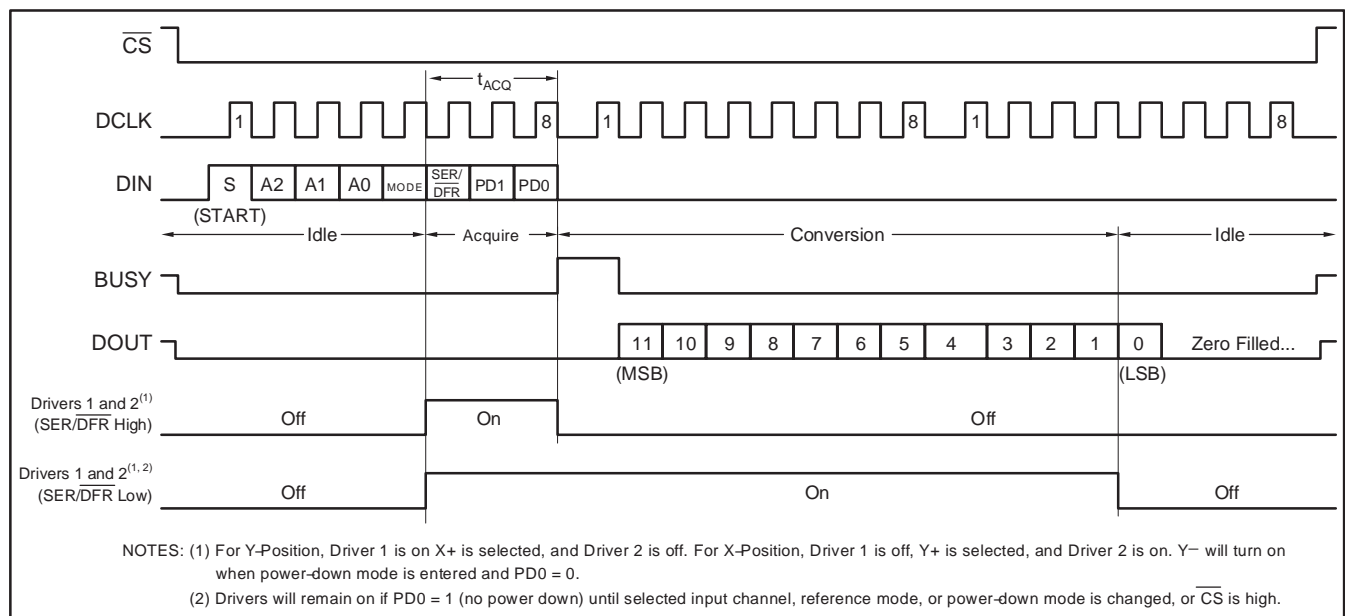 CS
tACQ
DCLK 1 8 1 8 1 8
DIN S A2 A1 A0 MODE SER/DFR PD1 PD0
(START)
Idle Acquire Conversion Idle
BUSY
DOUT 11 10 9 8 7 6 5 4 3 2 1 0 Zero Filled...
(MSB) (LSB)
Drivers 1 and 2(1)
(SER/DFR High) Off On Off
Drivers 1 and 2(1, 2)
(SER/DFR Low) Off On Off
NOTES: (1) For Y-Position, Driver 1 is on X+ is selected, and Driver 2 is off. For X-Position, Driver 1 is off, Y+ is selected, and Driver 2 is on. Y− will turn on
when power-down mode is entered and PD0 = 0.
(2) Drivers will remain on if PD0 = 1 (no power down) until selected input channel, reference mode, or power-down mode is changed, or CS is high.